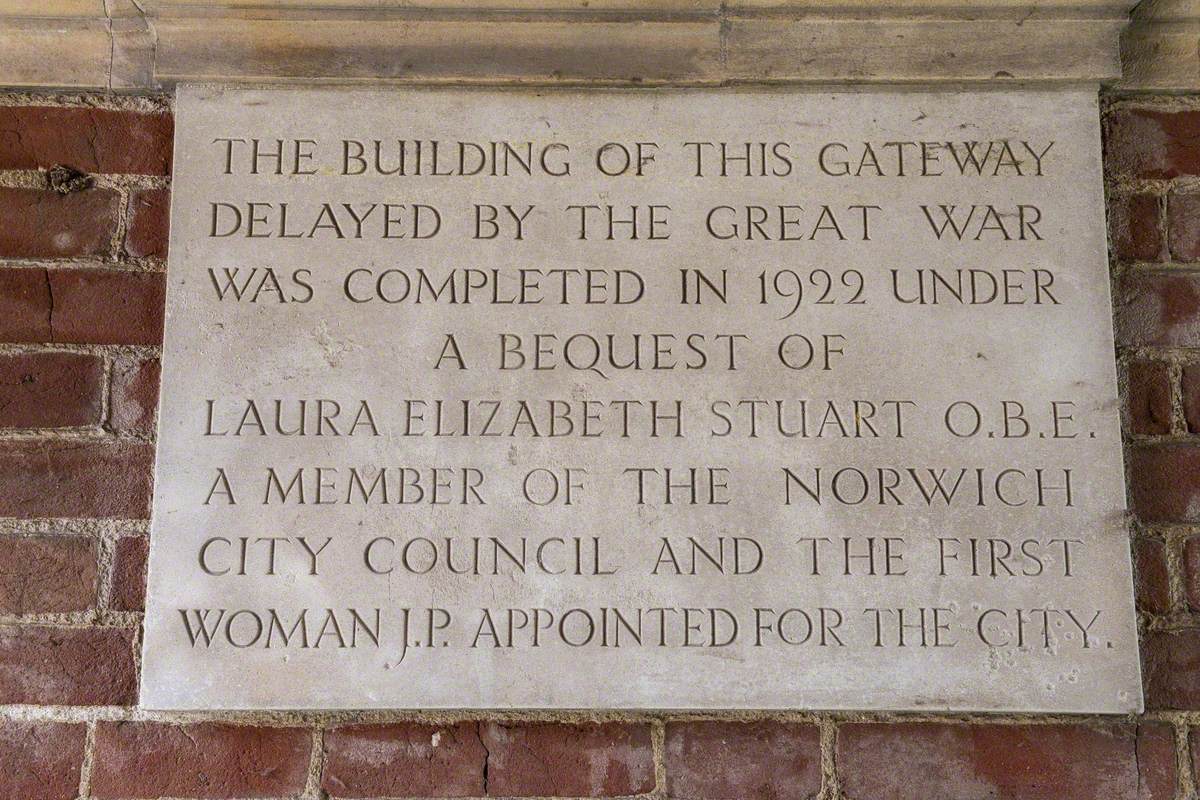 THE BUILDING OF THIS GATEWAY
DELAYED BY THE GREAT WAR
WAS COMPLETED IN 1922 UNDER
A BEQUEST OF
LAURA ELIZABETH STUART O.B.E.
A MEMBER OF THE NORWICH
CITY COUNCIL AND THE FIRST
WOMAN J.P. APPOINTED FOR THE CITY.